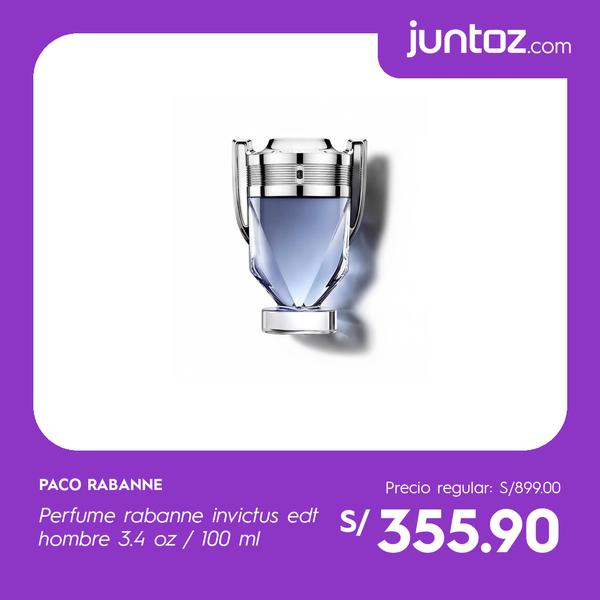 juntoz.com
PACO RABANNE
Perfume rabanne invictus edt
hombre 3.4 oz / 100 ml
Precio regular: S/899.00
S/ 355.90